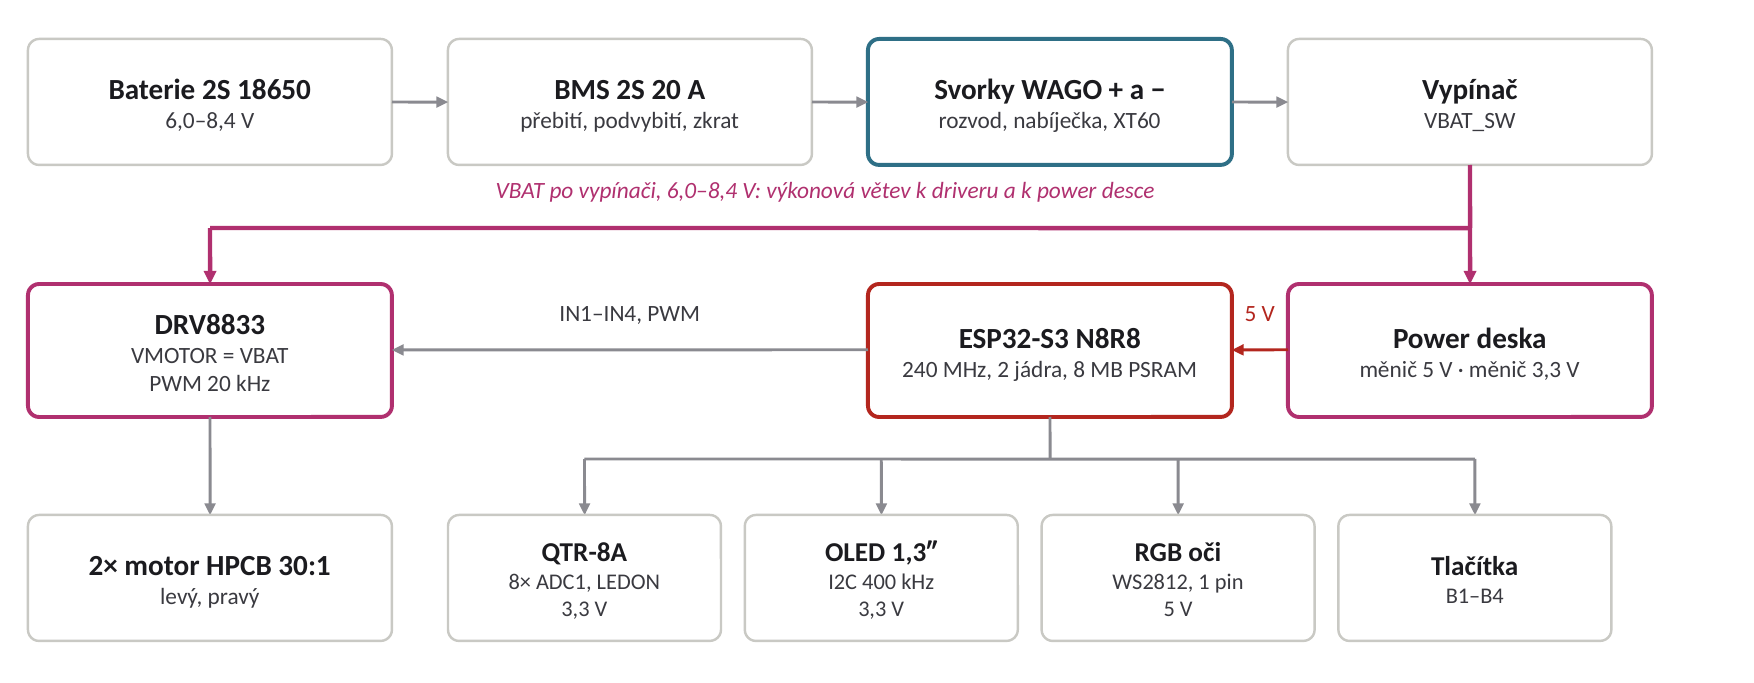 Baterie 2S 18650
6,0–8,4 V
BMS 2S 20 A
přebití, podvybití, zkrat
Svorky WAGO + a −
rozvod, nabíječka, XT60
Vypínač
VBAT_SW
VBAT po vypínači, 6,0–8,4 V: výkonová větev k driveru a k power desce
DRV8833
VMOTOR = VBAT
PWM 20 kHz
IN1–IN4, PWM
ESP32-S3 N8R8
240 MHz, 2 jádra, 8 MB PSRAM
5 V
Power deska
měnič 5 V · měnič 3,3 V
2× motor HPCB 30:1
levý, pravý
QTR-8A
8× ADC1, LEDON
3,3 V
OLED 1,3″
I2C 400 kHz
3,3 V
RGB oči
WS2812, 1 pin
5 V
Tlačítka
B1–B4